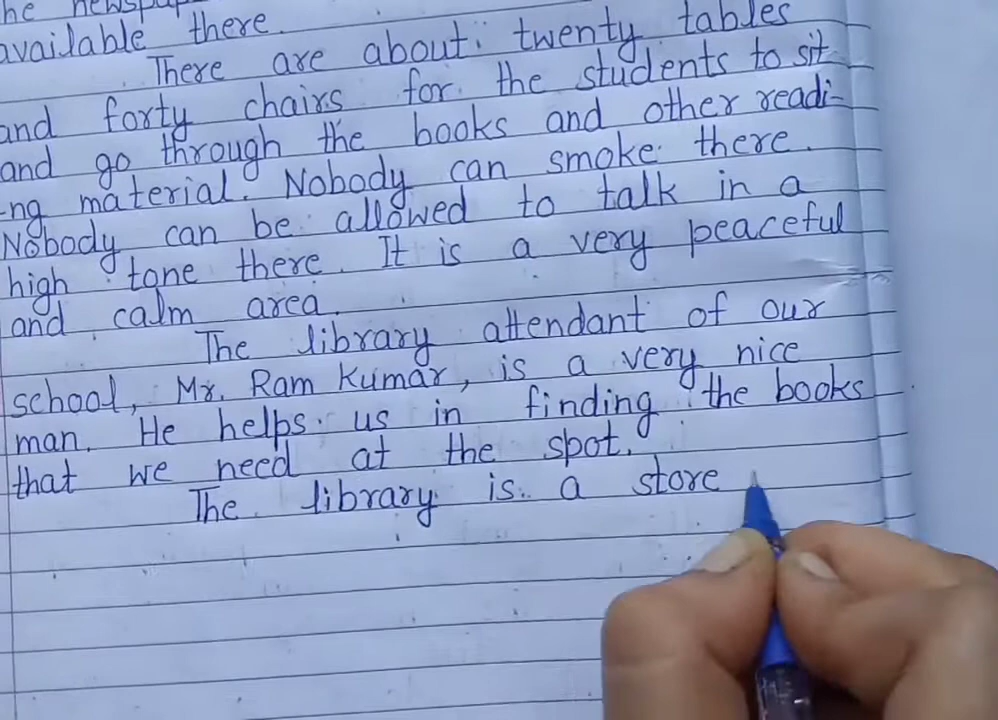 the newspap
available there.
There are about twenty tables
and forty chairs for the students to sit
and go through the books and other readi-
-ng material. Nobody can smoke there.
Nobody can be allowed to talk in a
high tone there. It is a very peaceful
and calm area.
The library attendant of our
school, Mr. Ram Kumar, is a very nice
man. He helps us in finding the books
that we need at the spot.
The library is a store